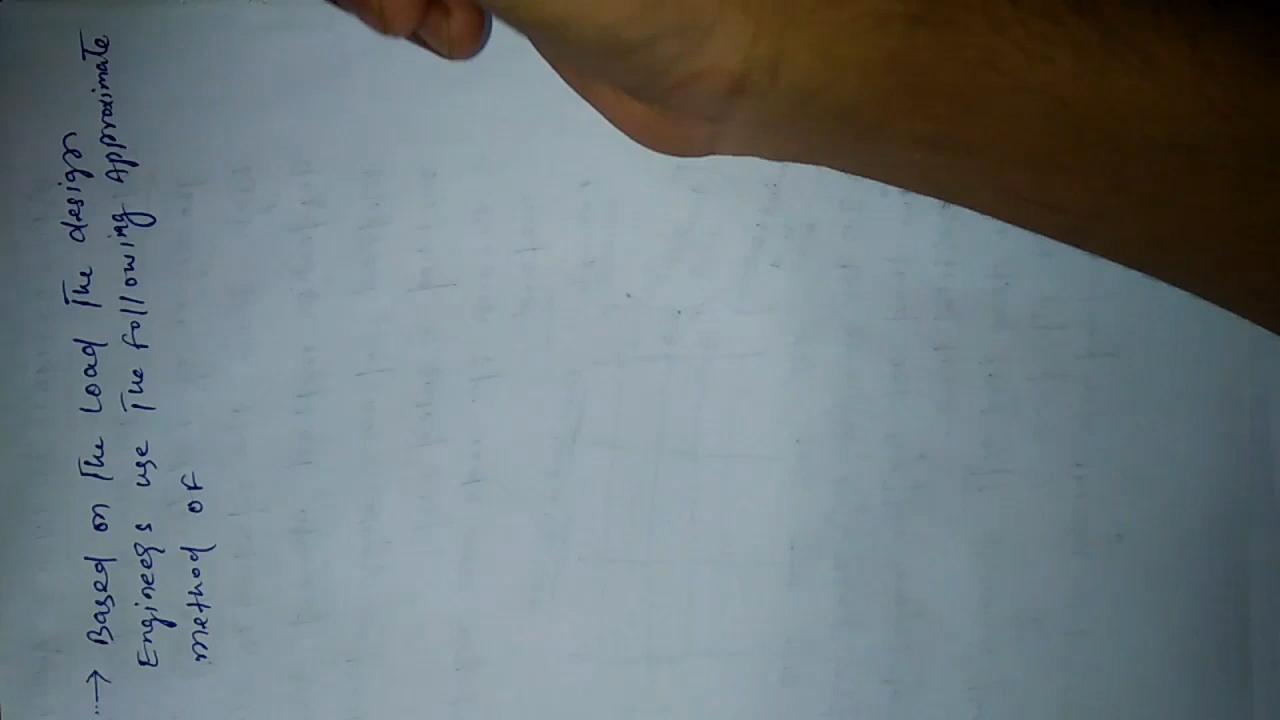 ...→ Based on The Load The design
Engineers use The following Approximate
method of